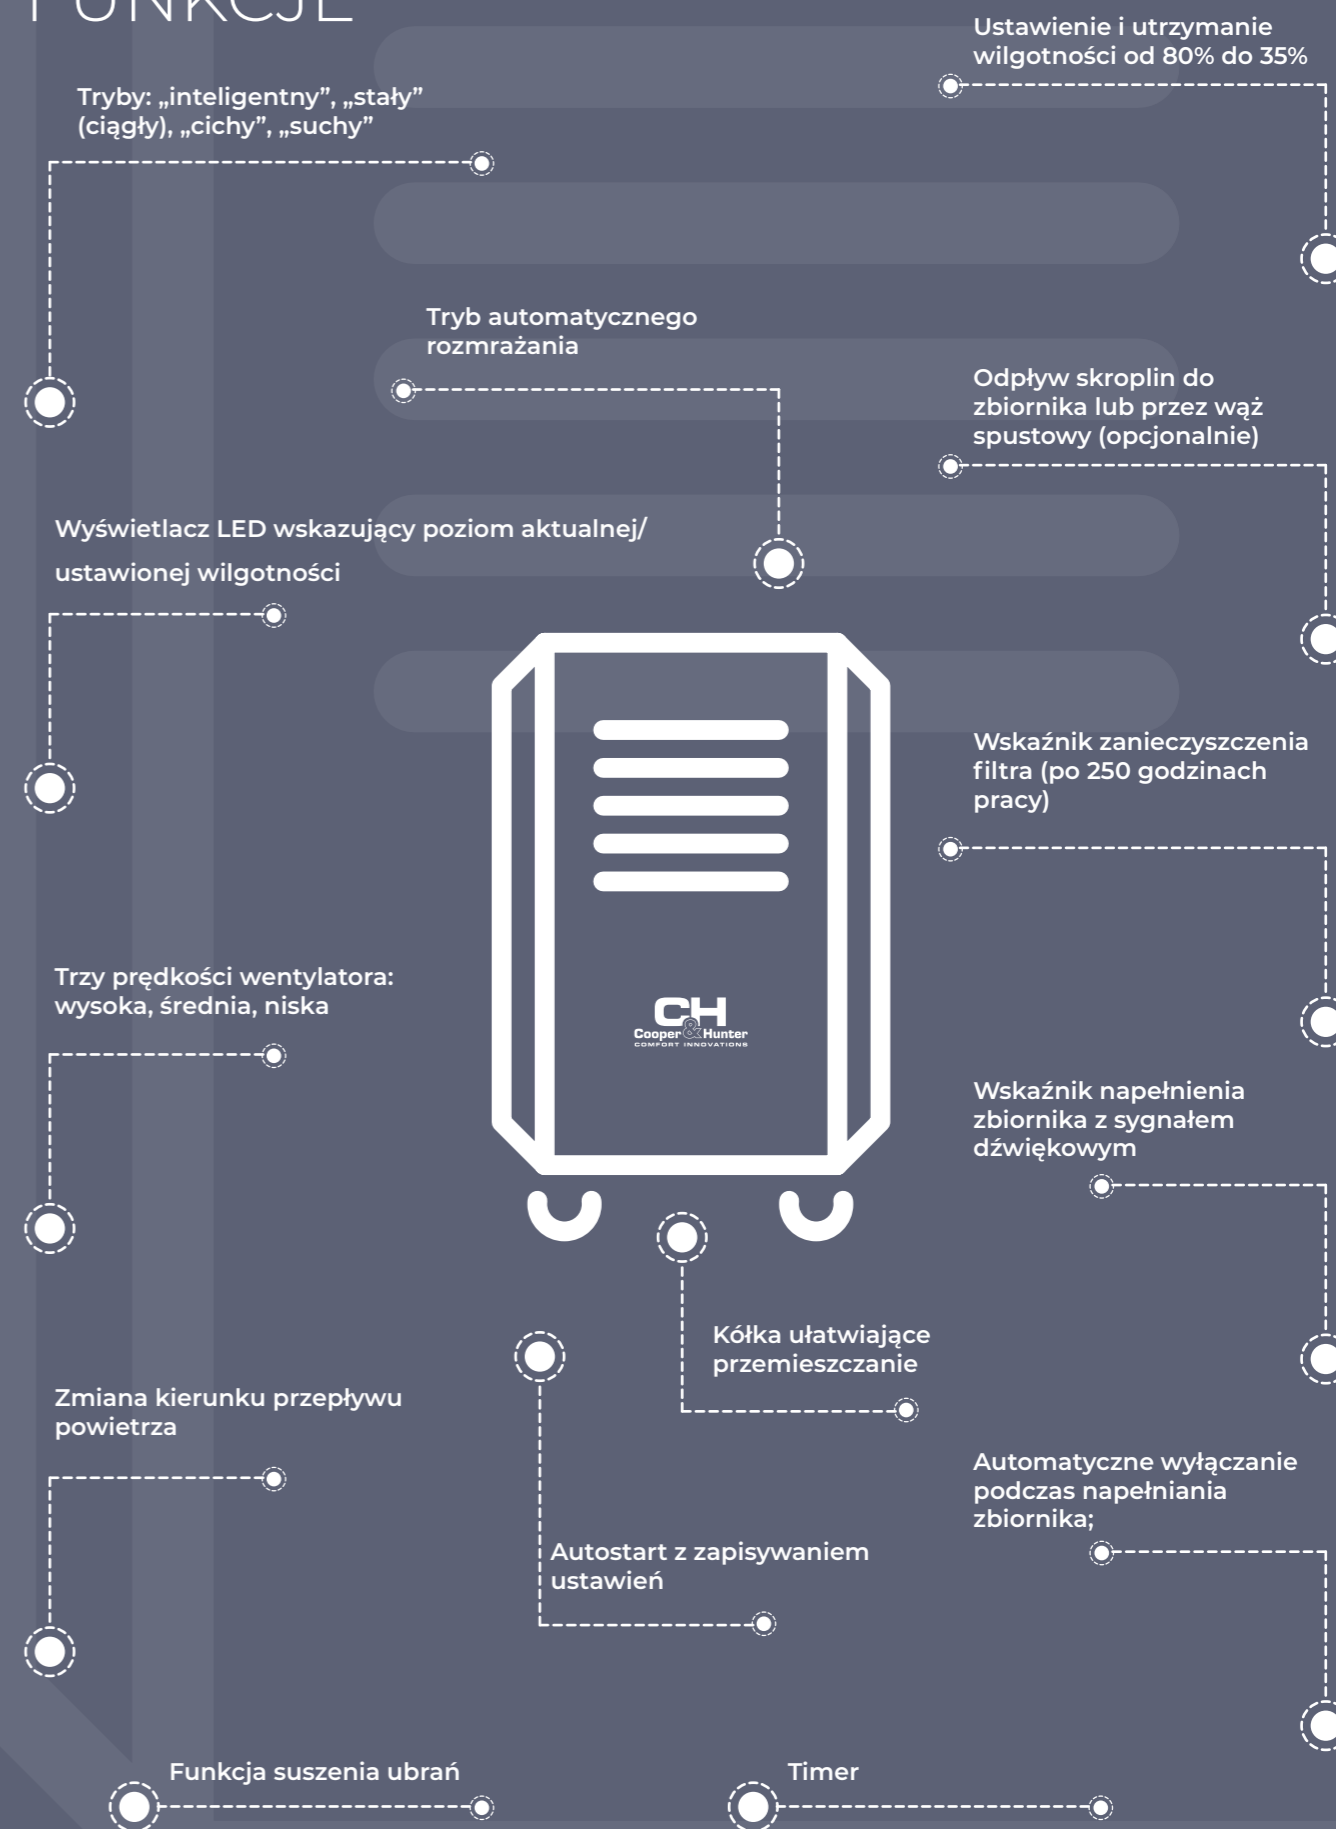 FUNKCJE
Tryby: „inteligentny”, „stały”
(ciągły), „cichy”, „suchy”
Ustawienie i utrzymanie
wilgotności od 80% do 35%
Tryb automatycznego
rozmrażania
Odpływ skroplin do
zbiornika lub przez wąż
spustowy (opcjonalnie)
Wyświetlacz LED wskazujący poziom aktualnej/
ustawionej wilgotności
Wskaźnik zanieczyszczenia
filtra (po 250 godzinach
pracy)
Trzy prędkości wentylatora:
wysoka, średnia, niska
CH
Cooper&Hunter
COMFORT INNOVATIONS
Wskaźnik napełnienia
zbiornika z sygnałem
dźwiękowym
Kółka ułatwiające
przemieszczanie
Zmiana kierunku przepływu
powietrza
Automatyczne wyłączanie
podczas napełniania
zbiornika;
Autostart z zapisywaniem
ustawień
Funkcja suszenia ubrań
Timer